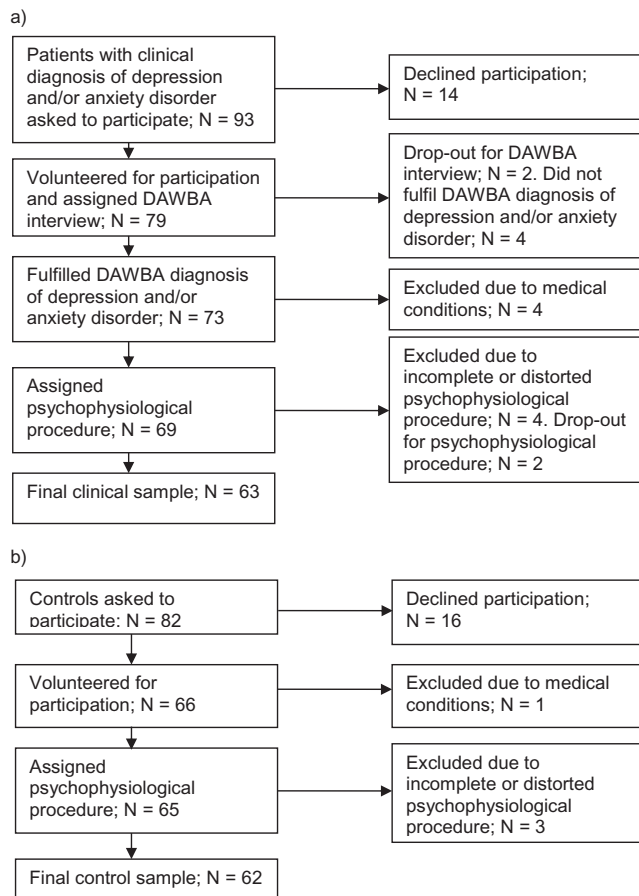 a)
Patients with clinical
diagnosis of depression
and/or anxiety disorder
asked to participate; N = 93
Declined participation;
N = 14
Volunteered for participation
and assigned DAWBA
interview; N = 79
Drop-out for DAWBA
interview; N = 2. Did not
fulfil DAWBA diagnosis of
depression and/or anxiety
disorder; N = 4
Fulfilled DAWBA diagnosis
of depression and/or
anxiety disorder; N = 73
Excluded due to medical
conditions; N = 4
Assigned
psychophysiological
procedure; N = 69
Excluded due to
incomplete or distorted
psychophysiological
procedure; N = 4. Drop-out
for psychophysiological
procedure; N = 2
Final clinical sample; N = 63
b)
Controls asked to
participate; N = 82
Declined participation;
N = 16
Volunteered for
participation; N = 66
Excluded due to medical
conditions; N = 1
Assigned
psychophysiological
procedure; N = 65
Excluded due to
incomplete or distorted
psychophysiological
procedure; N = 3
Final control sample; N = 62